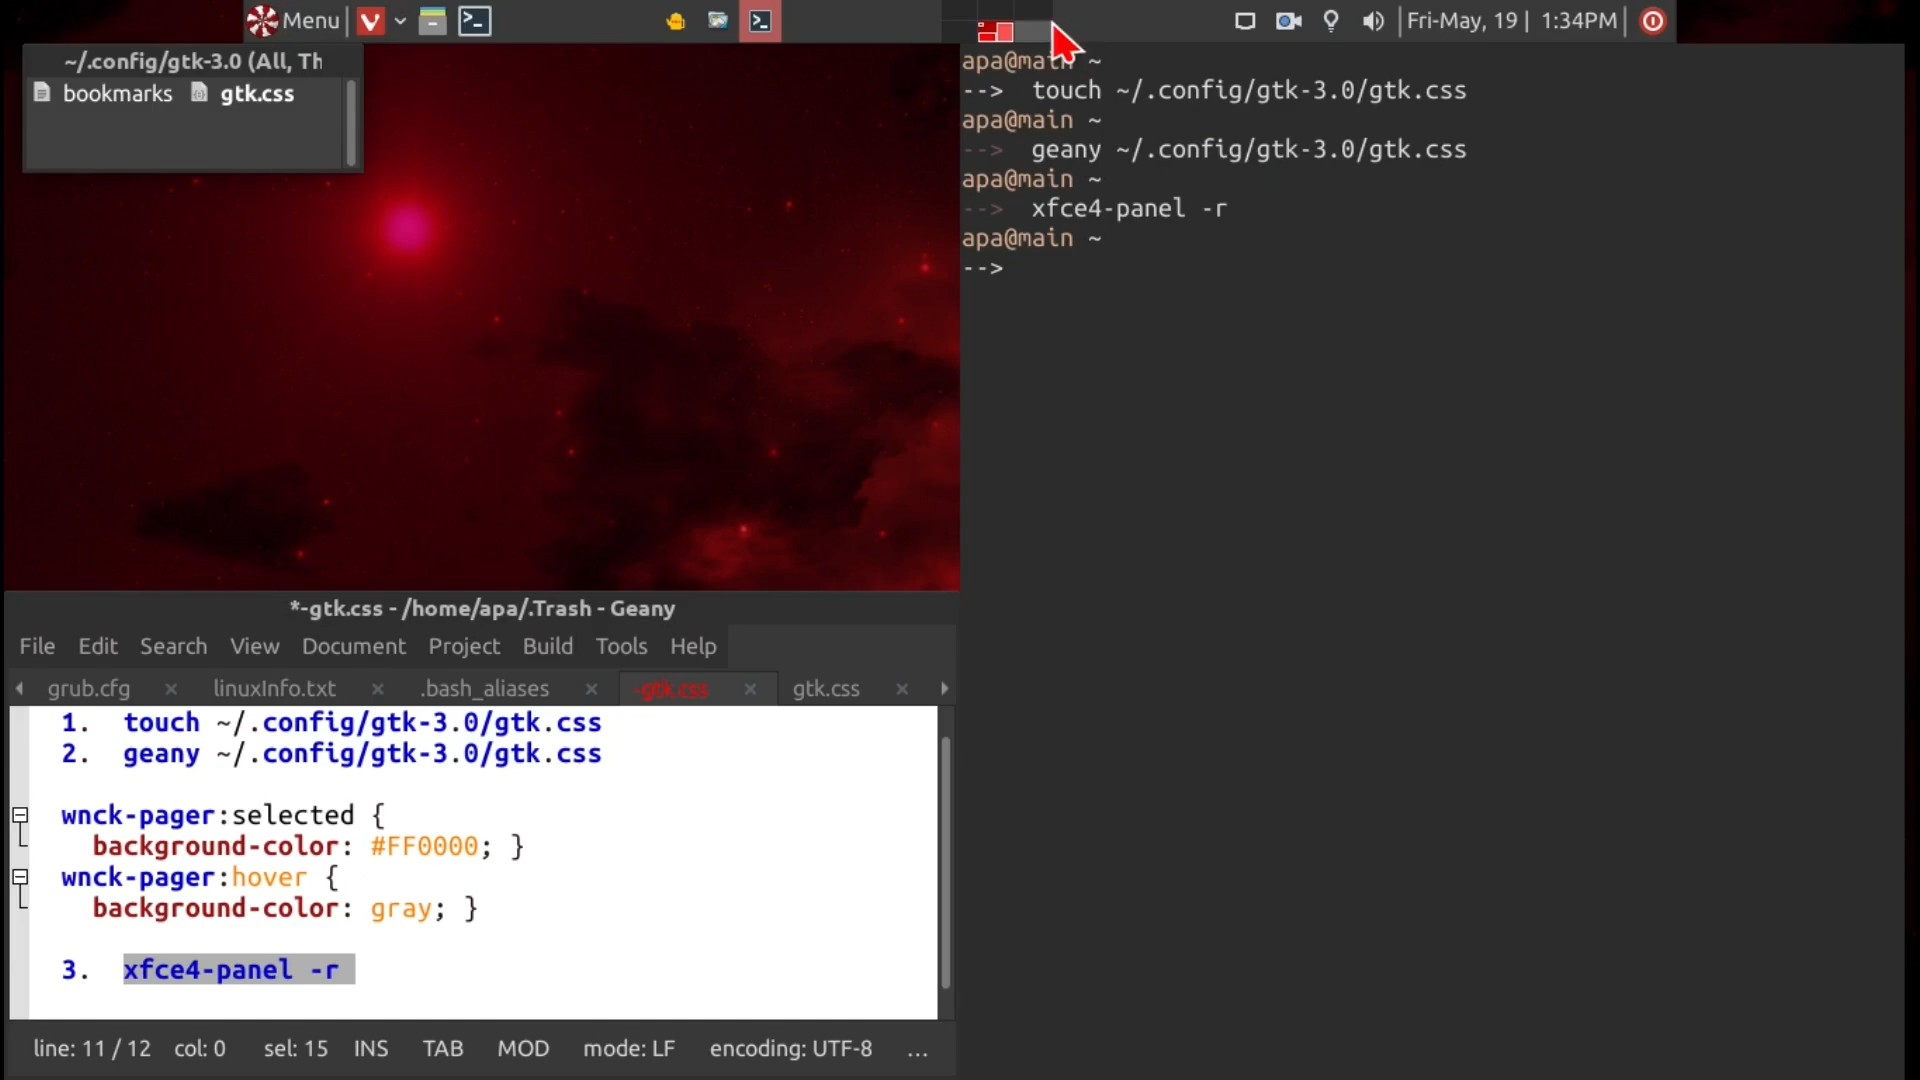 Menu
Fri-May, 19 | 1:34PM
~/.config/gtk-3.0 (All, Th
bookmarks gtk.css
apa@main ~
--> touch ~/.config/gtk-3.0/gtk.css
apa@main ~
--> geany ~/.config/gtk-3.0/gtk.css
apa@main ~
--> xfce4-panel -r
apa@main ~
-->
*-gtk.css - /home/apa/.Trash - Geany
File Edit Search View Document Project Build Tools Help
grub.cfg linuxInfo.txt .bash_aliases -gtk.css gtk.css
1. touch ~/.config/gtk-3.0/gtk.css
2. geany ~/.config/gtk-3.0/gtk.css
wnck-pager:selected {
background-color: #FF0000; }
wnck-pager:hover {
background-color: gray; }
3. xfce4-panel -r
line: 11 / 12 col: 0 sel: 15 INS TAB MOD mode: LF encoding: UTF-8 ...